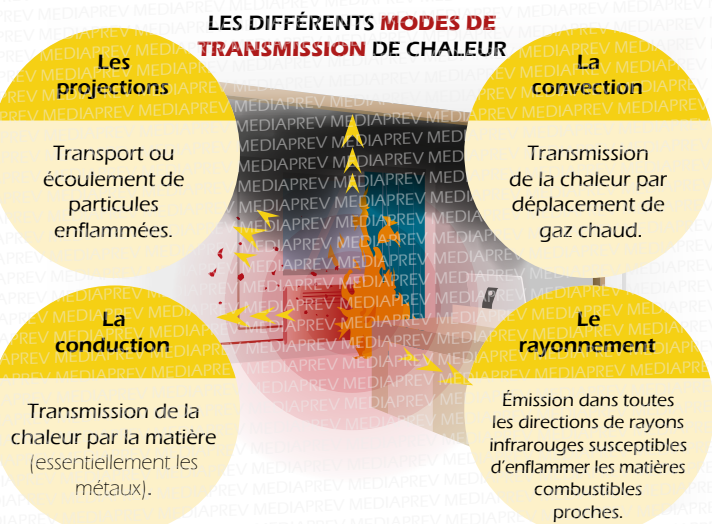 LES DIFFÉRENTS MODES DE
TRANSMISSION DE CHALEUR
Les
projections
Transport ou
écoulement de
particules
enflammées.
La
convection
Transmission
de la chaleur par
déplacement de
gaz chaud.
La
conduction
Transmission de la
chaleur par la matière
(essentiellement les
métaux).
Le
rayonnement
Émission dans toutes
les directions de rayons
infrarouges susceptibles
d'enflammer les matières
combustibles
proches.
MEDIAPREV